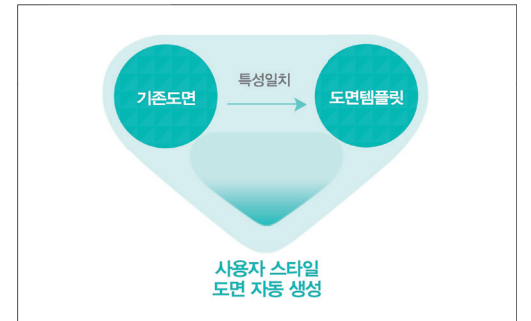 기존도면
특성일치
도면템플릿
사용자 스타일
도면 자동 생성